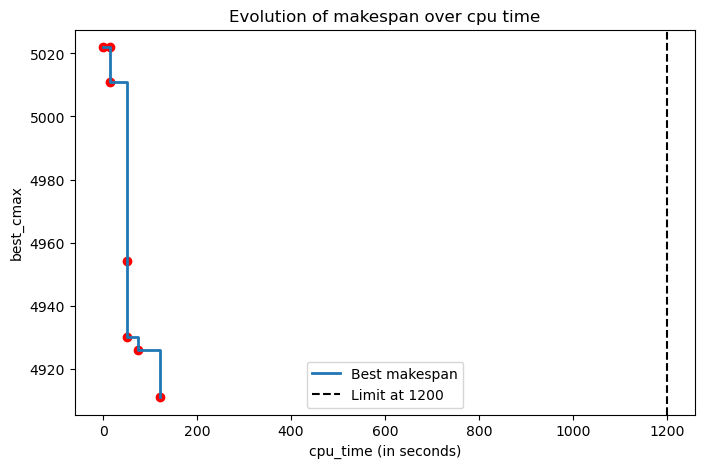 Evolution of makespan over cpu time
best_cmax
5020
5000
4980
4960
4940
4920
Best makespan
Limit at 1200
0
200
400
600
800
1000
1200
cpu_time (in seconds)